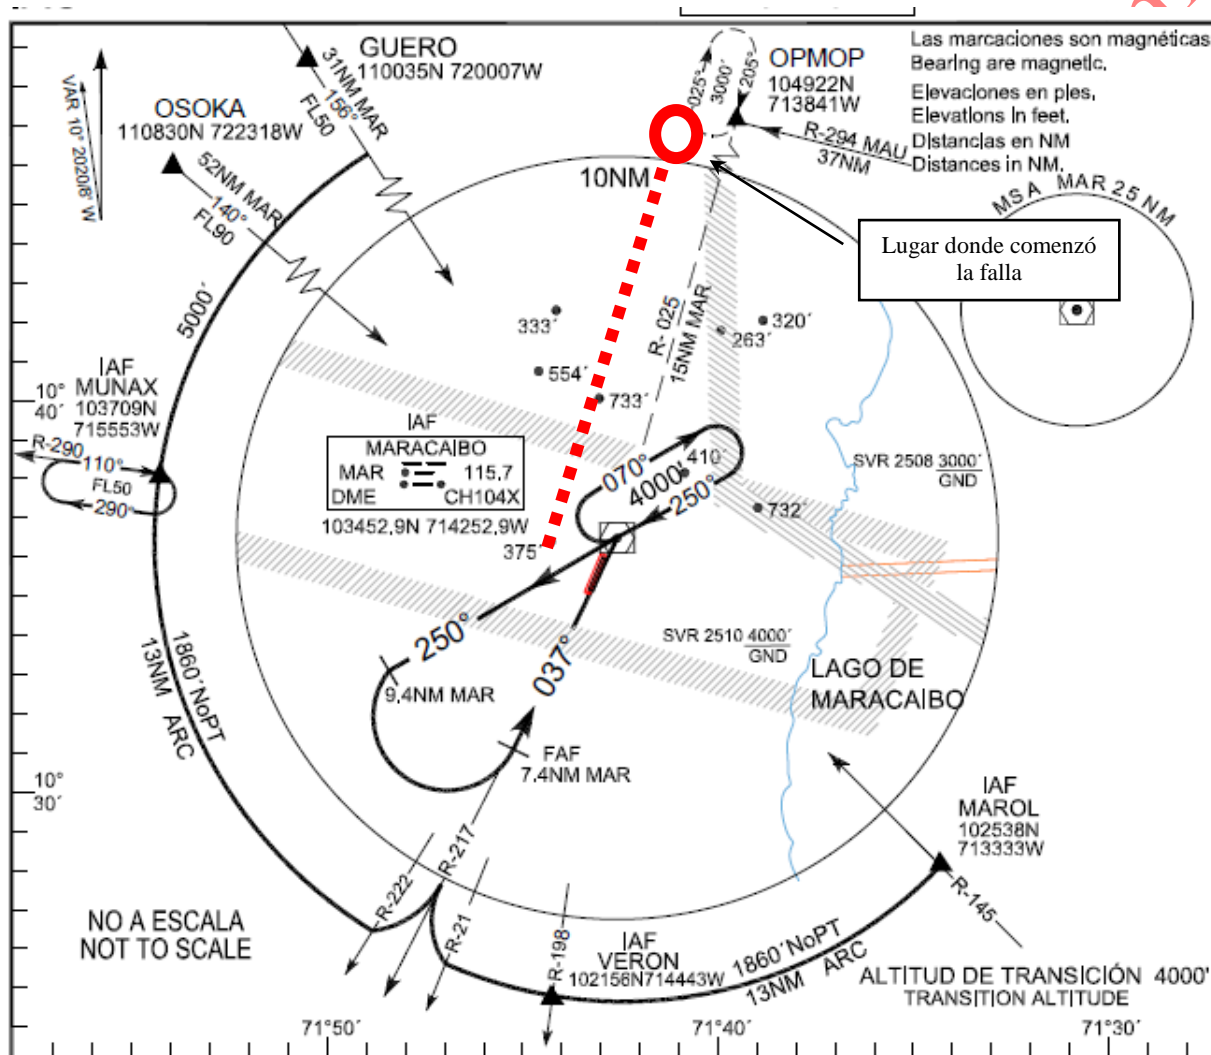 GUERO
110035N 720007W
31NM MAR
156°
FL50
OSOKA
110830N 722318W
52NM MAR
140°
FL90
VAR 10° 2020/8' W
OPMOP
104922N
713841W
025°
3000'
205°
R-294 MAU
37NM
Las marcaciones son magnéticas
Bearing are magnetic.
Elevaciones en pies.
Elevations in feet.
Distancias en NM
Distances in NM.
10NM
MSA MAR 25 NM
Lugar donde comenzó
la falla
5000'
333'
554'
733'
320'
263'
R- 025
15NM MAR
IAF
MUNAX
103709N
715553W
10°
40'
R-290
110°
FL50
290°
IAF
MARACAIBO
MAR 115.7
DME CH104X
103452,9N 714252,9W
375'
070°
4000'
410'
250°
732'
SVR 2508 3000'
GND
SVR 2510 4000'
GND
LAGO DE
MARACAIBO
250°
037°
9.4NM MAR
FAF
7.4NM MAR
1860'NoPT
13NM ARC
10°
30'
IAF
MAROL
102538N
713333W
R-145
R-222
R-217
R-21
R-198
NO A ESCALA
NOT TO SCALE
IAF
VERON
102156N714443W
1860'NoPT
13NM ARC
ALTITUD DE TRANSICIÓN 4000'
TRANSITION ALTITUDE
71°50'
71°40'
71°30'